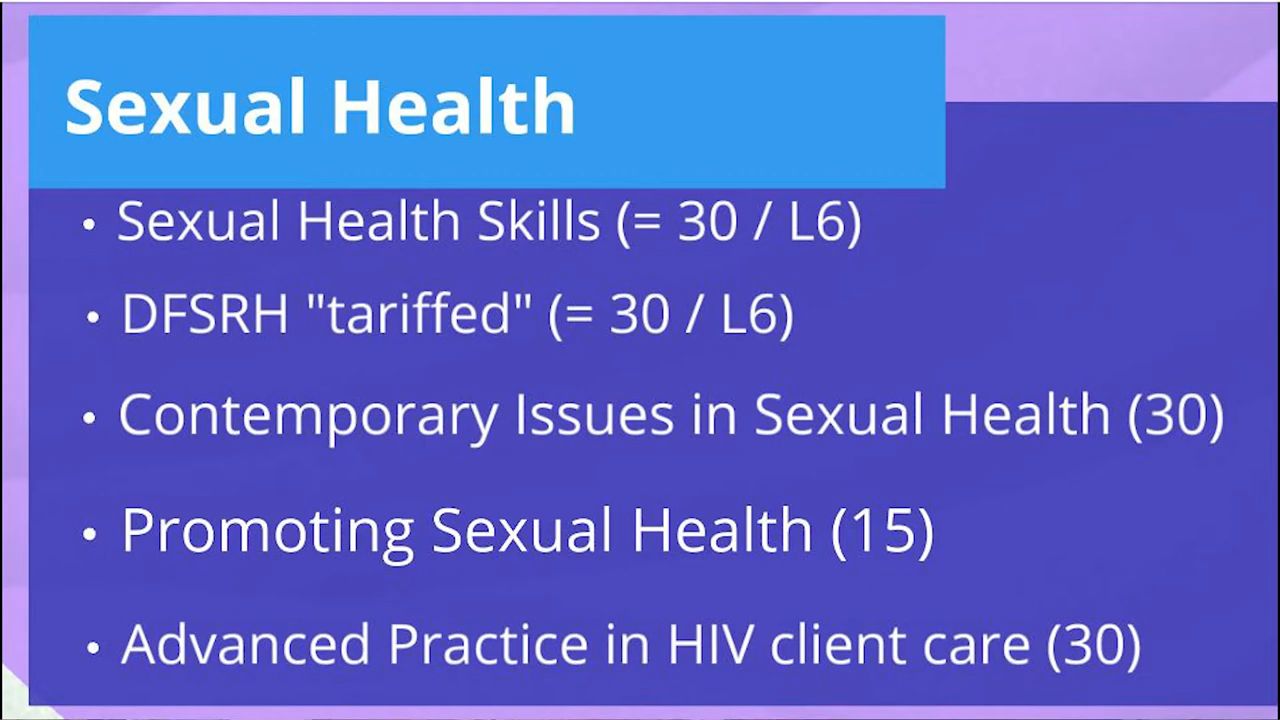 Sexual Health
• Sexual Health Skills (= 30 / L6)
• DFSRH "tariffed" (= 30 / L6)
• Contemporary Issues in Sexual Health (30)
• Promoting Sexual Health (15)
• Advanced Practice in HIV client care (30)